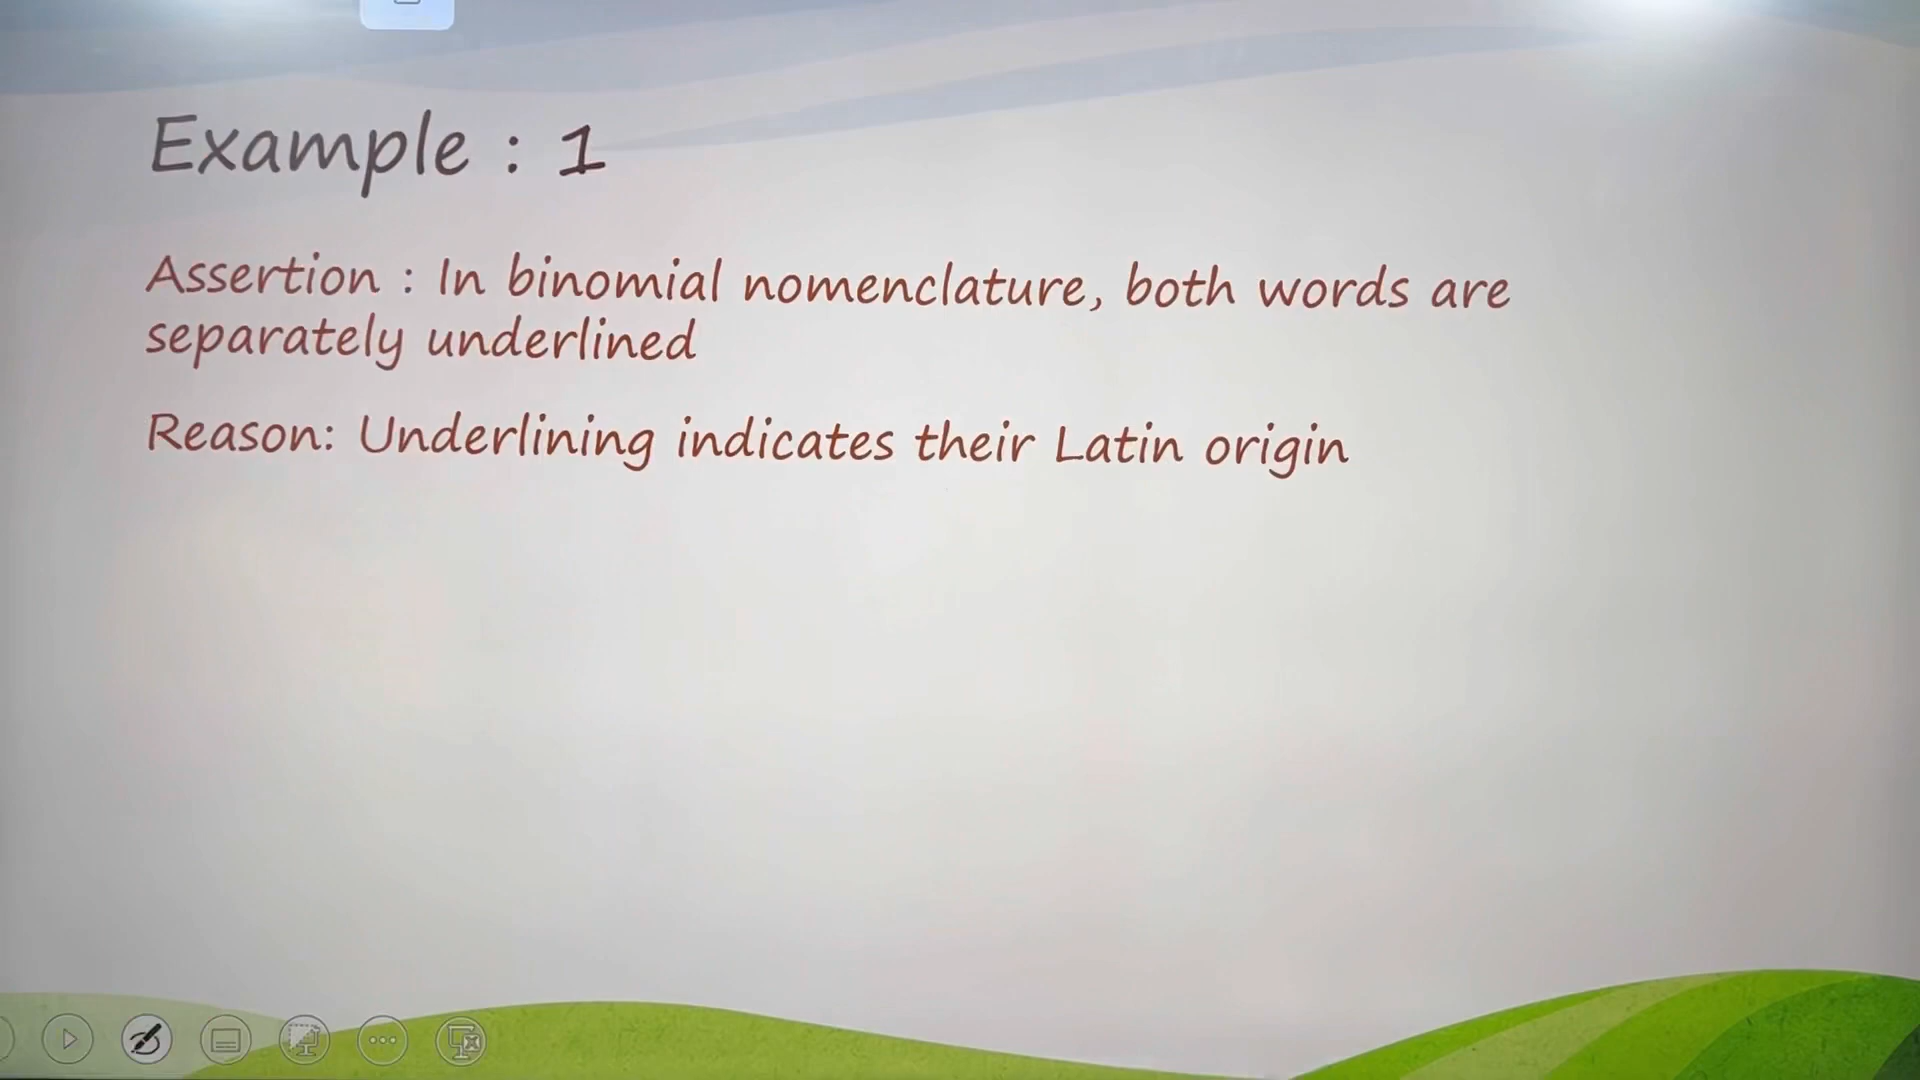 Example : 1
Assertion : In binomial nomenclature, both words are
separately underlined
Reason: Underlining indicates their Latin origin